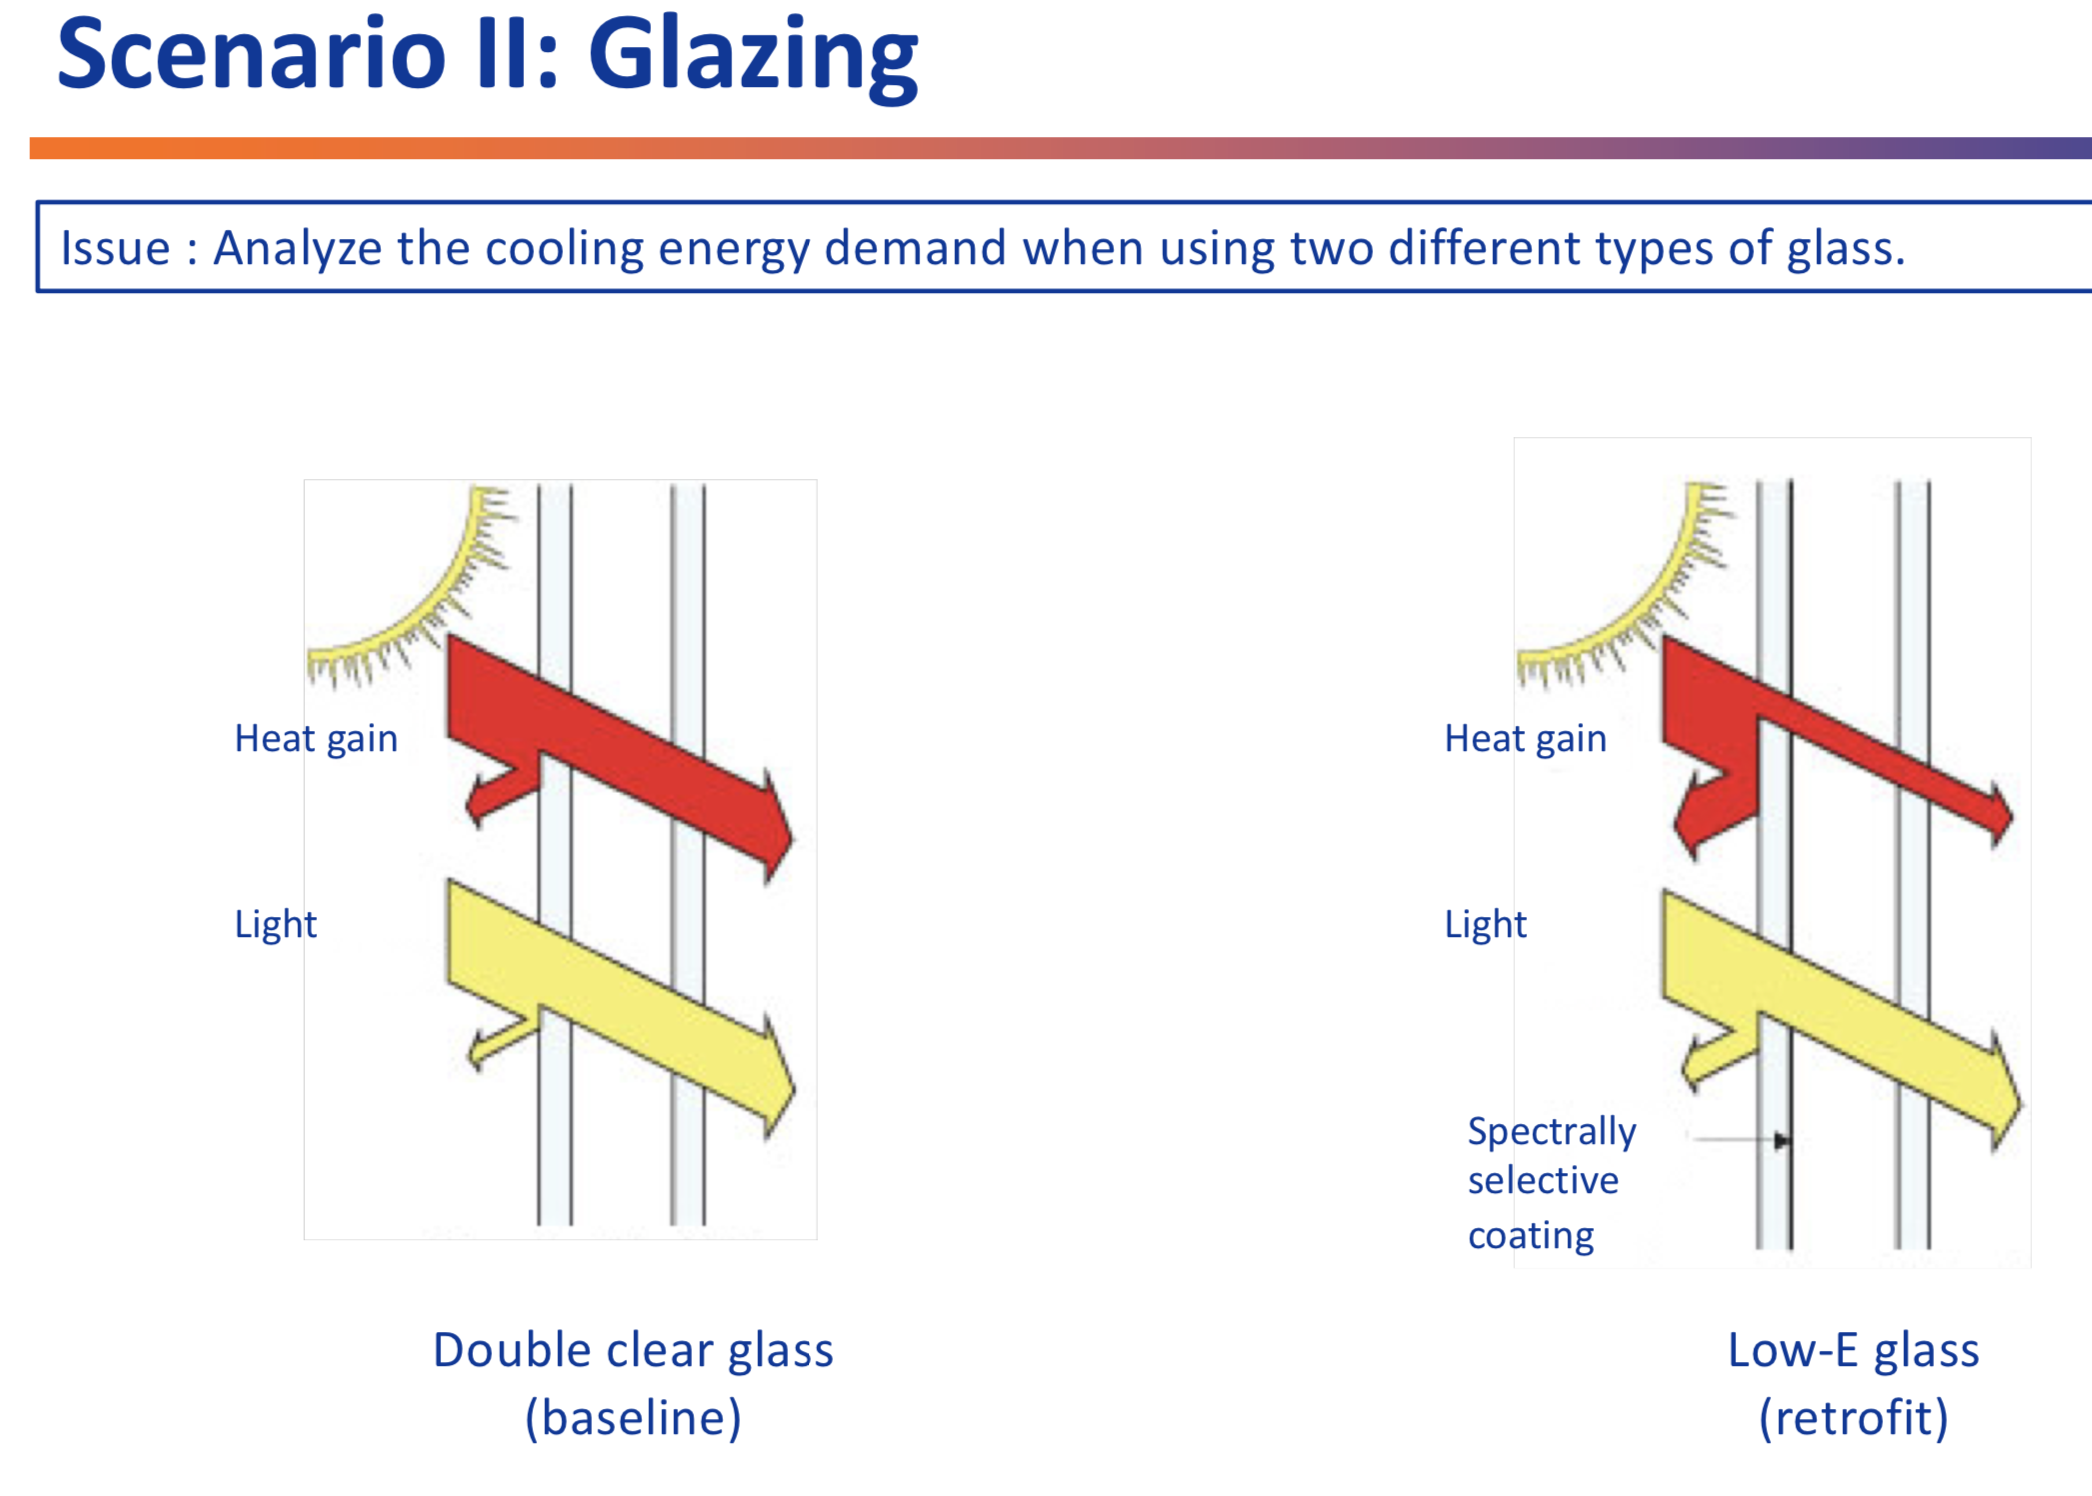 Scenario II: Glazing
Issue : Analyze the cooling energy demand when using two different types of glass.
Heat gain
Light
Double clear glass
(baseline)
Heat gain
Light
Spectrally
selective
coating
Low-E glass
(retrofit)